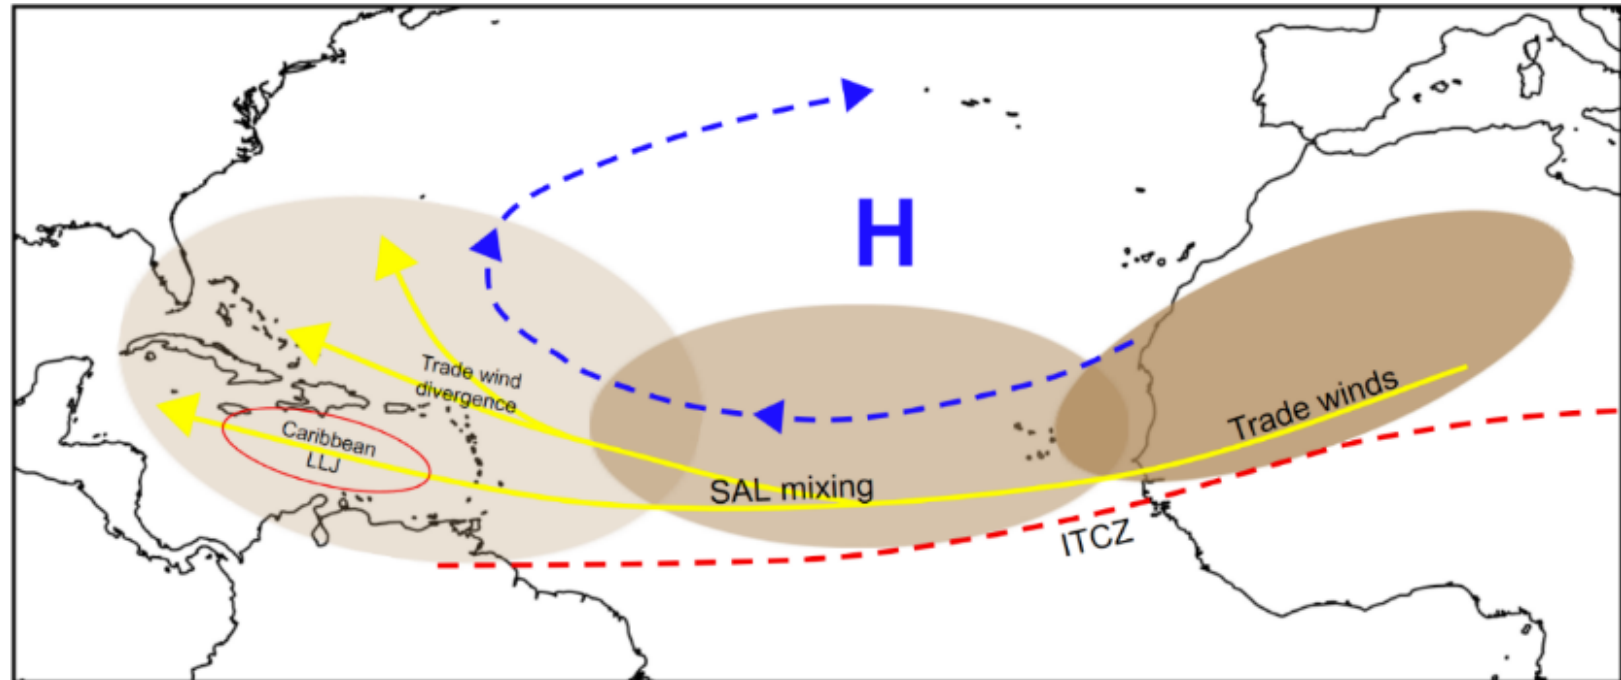 H
Trade wind
divergence
Trade winds
Caribbean
LLJ
SAL mixing
ITCZ